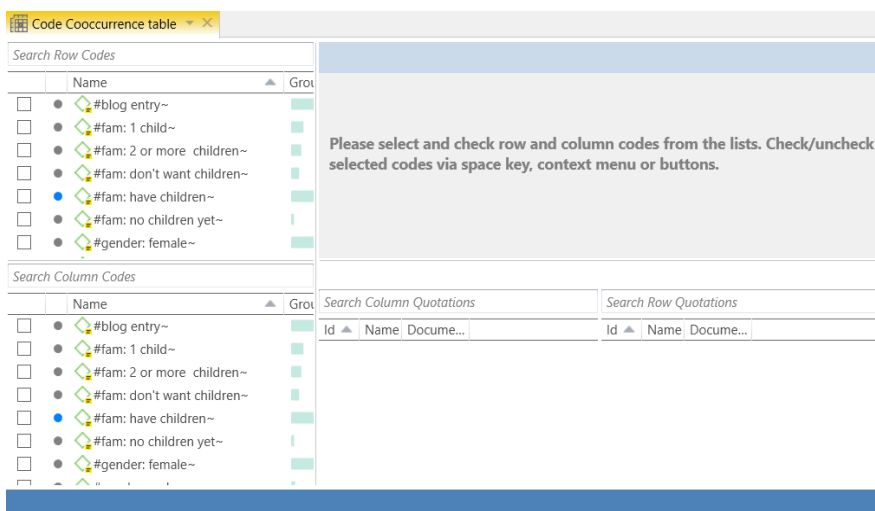 Code Cooccurrence table
Search Row Codes
Name Grou
#blog entry~
#fam: 1 child~
#fam: 2 or more  children~
#fam: don't want children~
#fam: have children~
#fam: no children yet~
#gender: female~
Please select and check row and column codes from the lists. Check/uncheck
selected codes via space key, context menu or buttons.
Search Column Codes
Name Grou
#blog entry~
#fam: 1 child~
#fam: 2 or more  children~
#fam: don't want children~
#fam: have children~
#fam: no children yet~
#gender: female~
Search Column Quotations
Id Name Docume...
Search Row Quotations
Id Name Docume...